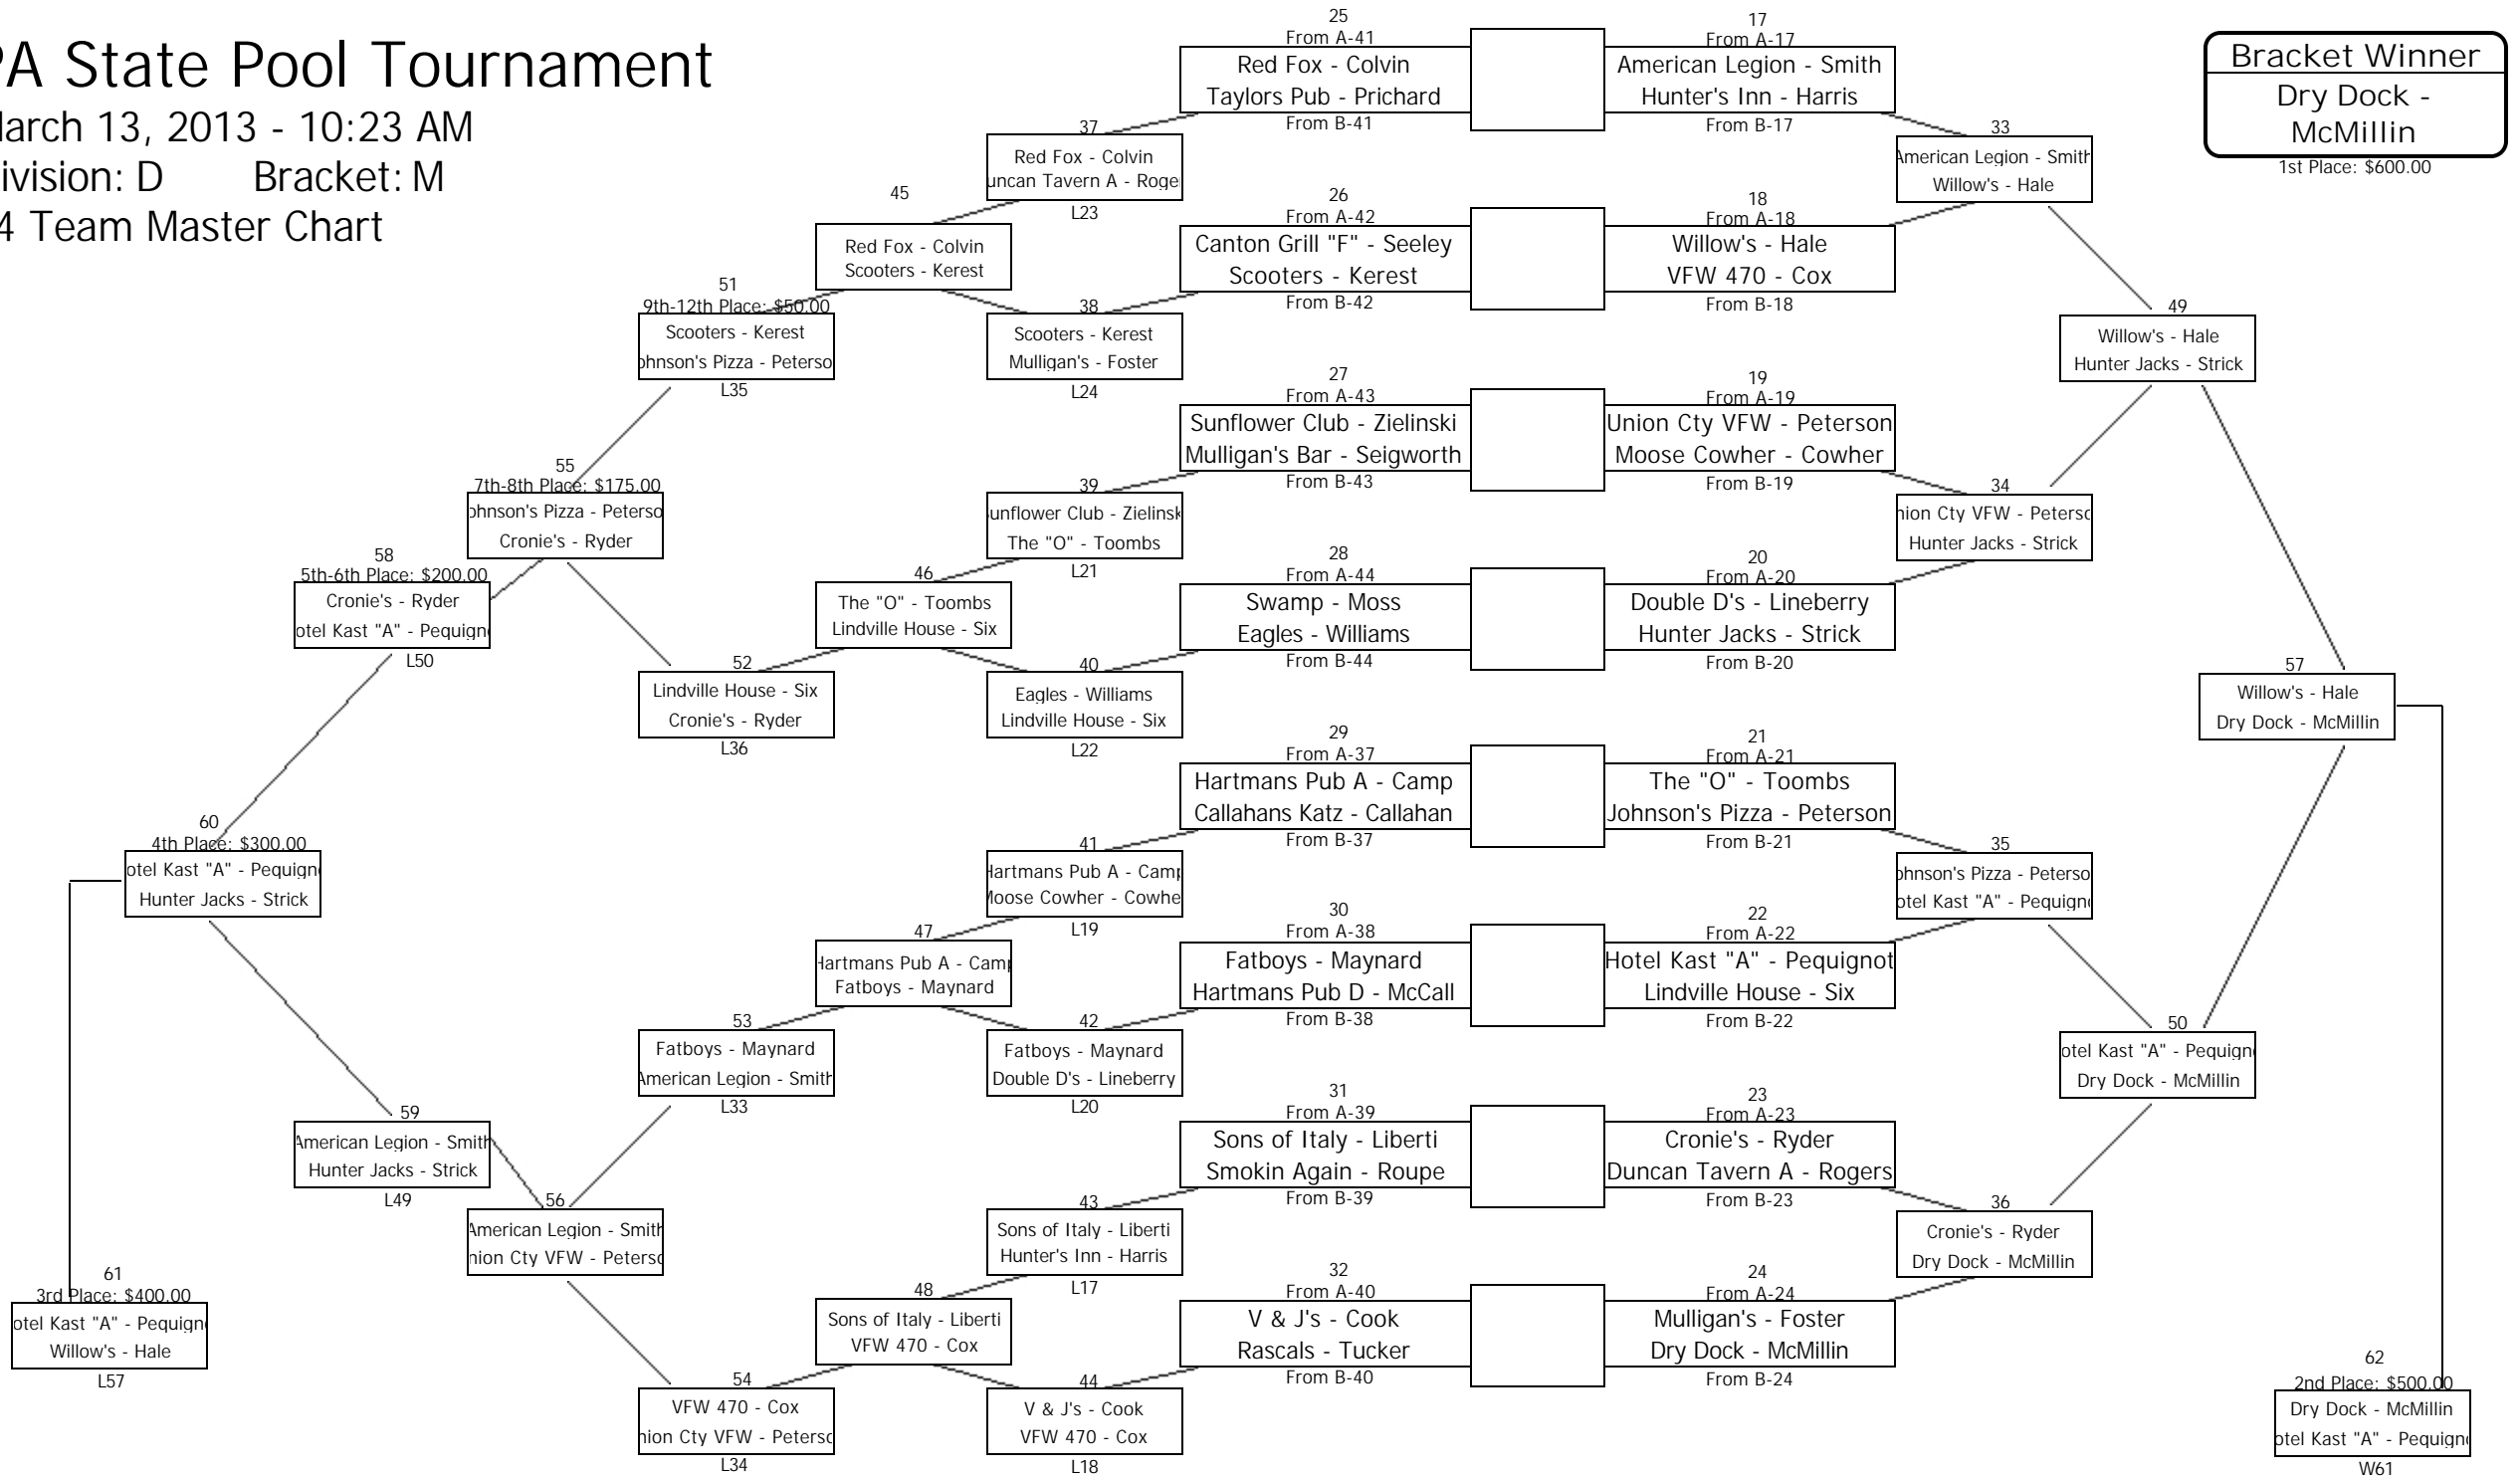 PA State Pool Tournament
March 13, 2013 - 10:23 AM
ivision: D Bracket: M
4 Team Master Chart
Bracket Winner
Dry Dock -
McMillin
1st Place: $600.00
25
From A-41
Red Fox - Colvin
Taylors Pub - Prichard
From B-41
17
From A-17
American Legion - Smith
Hunter's Inn - Harris
From B-17
37
Red Fox - Colvin
uncan Tavern A - Roge
L23
33
American Legion - Smith
Willow's - Hale
45
Red Fox - Colvin
Scooters - Kerest
26
From A-42
Canton Grill "F" - Seeley
Scooters - Kerest
From B-42
18
From A-18
Willow's - Hale
VFW 470 - Cox
From B-18
51
9th-12th Place: $50.00
Scooters - Kerest
ohnson's Pizza - Peterso
L35
38
Scooters - Kerest
Mulligan's - Foster
L24
49
Willow's - Hale
Hunter Jacks - Strick
27
From A-43
Sunflower Club - Zielinski
Mulligan's Bar - Seigworth
From B-43
19
From A-19
Union Cty VFW - Peterson
Moose Cowher - Cowher
From B-19
55
7th-8th Place: $175.00
ohnson's Pizza - Peterso
Cronie's - Ryder
39
unflower Club - Zielinsk
The "O" - Toombs
L21
34
nion Cty VFW - Peterso
Hunter Jacks - Strick
58
5th-6th Place: $200.00
Cronie's - Ryder
otel Kast "A" - Pequigno
L50
46
The "O" - Toombs
Lindville House - Six
28
From A-44
Swamp - Moss
Eagles - Williams
From B-44
20
From A-20
Double D's - Lineberry
Hunter Jacks - Strick
From B-20
52
Lindville House - Six
Cronie's - Ryder
L36
40
Eagles - Williams
Lindville House - Six
L22
57
Willow's - Hale
Dry Dock - McMillin
29
From A-37
Hartmans Pub A - Camp
Callahans Katz - Callahan
From B-37
21
From A-21
The "O" - Toombs
Johnson's Pizza - Peterson
From B-21
60
4th Place: $300.00
otel Kast "A" - Pequigno
Hunter Jacks - Strick
41
Hartmans Pub A - Camp
Moose Cowher - Cowhe
L19
35
ohnson's Pizza - Peterso
otel Kast "A" - Pequigno
47
Hartmans Pub A - Camp
Fatboys - Maynard
30
From A-38
Fatboys - Maynard
Hartmans Pub D - McCall
From B-38
22
From A-22
Hotel Kast "A" - Pequignot
Lindville House - Six
From B-22
53
Fatboys - Maynard
American Legion - Smith
L33
42
Fatboys - Maynard
Double D's - Lineberry
L20
50
otel Kast "A" - Pequigno
Dry Dock - McMillin
59
American Legion - Smith
Hunter Jacks - Strick
L49
31
From A-39
Sons of Italy - Liberti
Smokin Again - Roupe
From B-39
23
From A-23
Cronie's - Ryder
Duncan Tavern A - Rogers
From B-23
56
American Legion - Smith
nion Cty VFW - Peterso
43
Sons of Italy - Liberti
Hunter's Inn - Harris
L17
36
Cronie's - Ryder
Dry Dock - McMillin
61
3rd Place: $400.00
otel Kast "A" - Pequigno
Willow's - Hale
L57
48
Sons of Italy - Liberti
VFW 470 - Cox
32
From A-40
V & J's - Cook
Rascals - Tucker
From B-40
24
From A-24
Mulligan's - Foster
Dry Dock - McMillin
From B-24
54
VFW 470 - Cox
nion Cty VFW - Peterso
L34
44
V & J's - Cook
VFW 470 - Cox
L18
62
2nd Place: $500.00
Dry Dock - McMillin
otel Kast "A" - Pequigno
W61